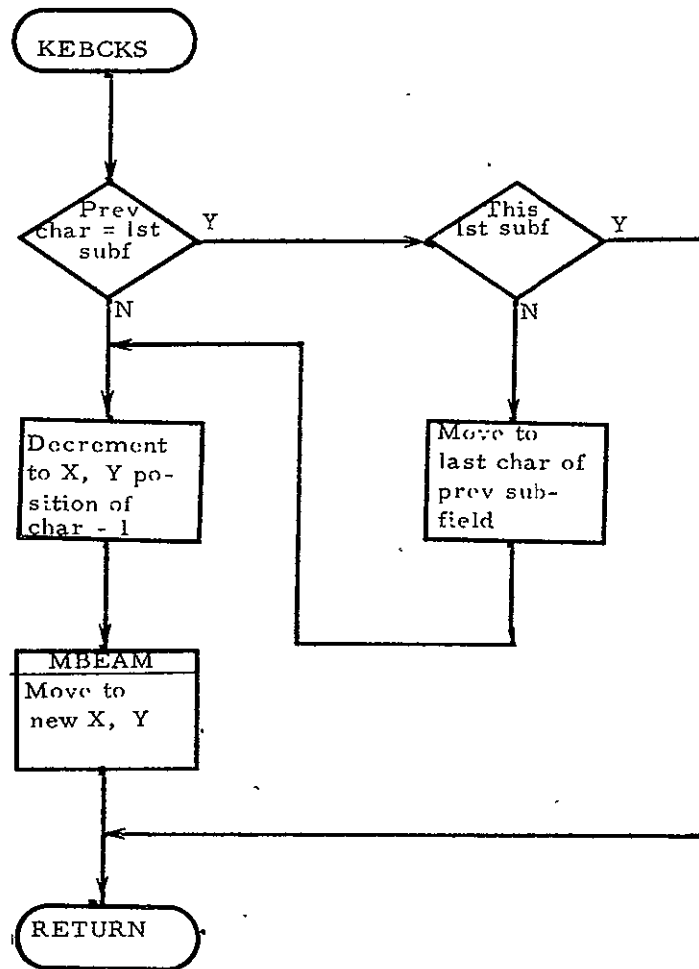 KEBCKS
Prev
char = 1st
subf
Y
N
This
1st subf
Y
N
Decrement
to X, Y po-
sition of
char - 1
Move to
last char of
prev sub-
field
MBEAM
Move to
new X, Y
RETURN